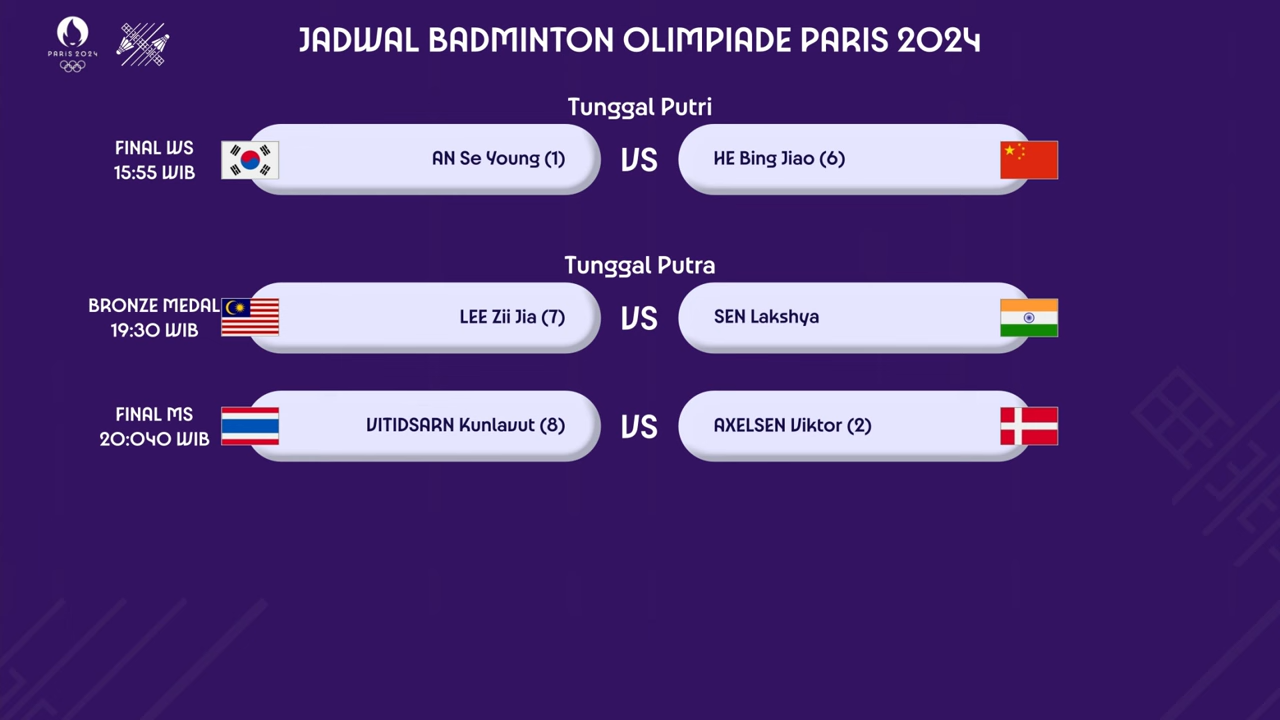 PARIS 2024
JADWAL BADMINTON OLIMPIADE PARIS 2024
Tunggal Putri
FINAL WS
15:55 WIB
AN Se Young (1)
VS
HE Bing Jiao (6)
Tunggal Putra
BRONZE MEDAL
19:30 WIB
LEE Zii Jia (7)
VS
SEN Lakshya
FINAL MS
20:040 WIB
VITIDSARN Kunlavut (8)
VS
AXELSEN Viktor (2)